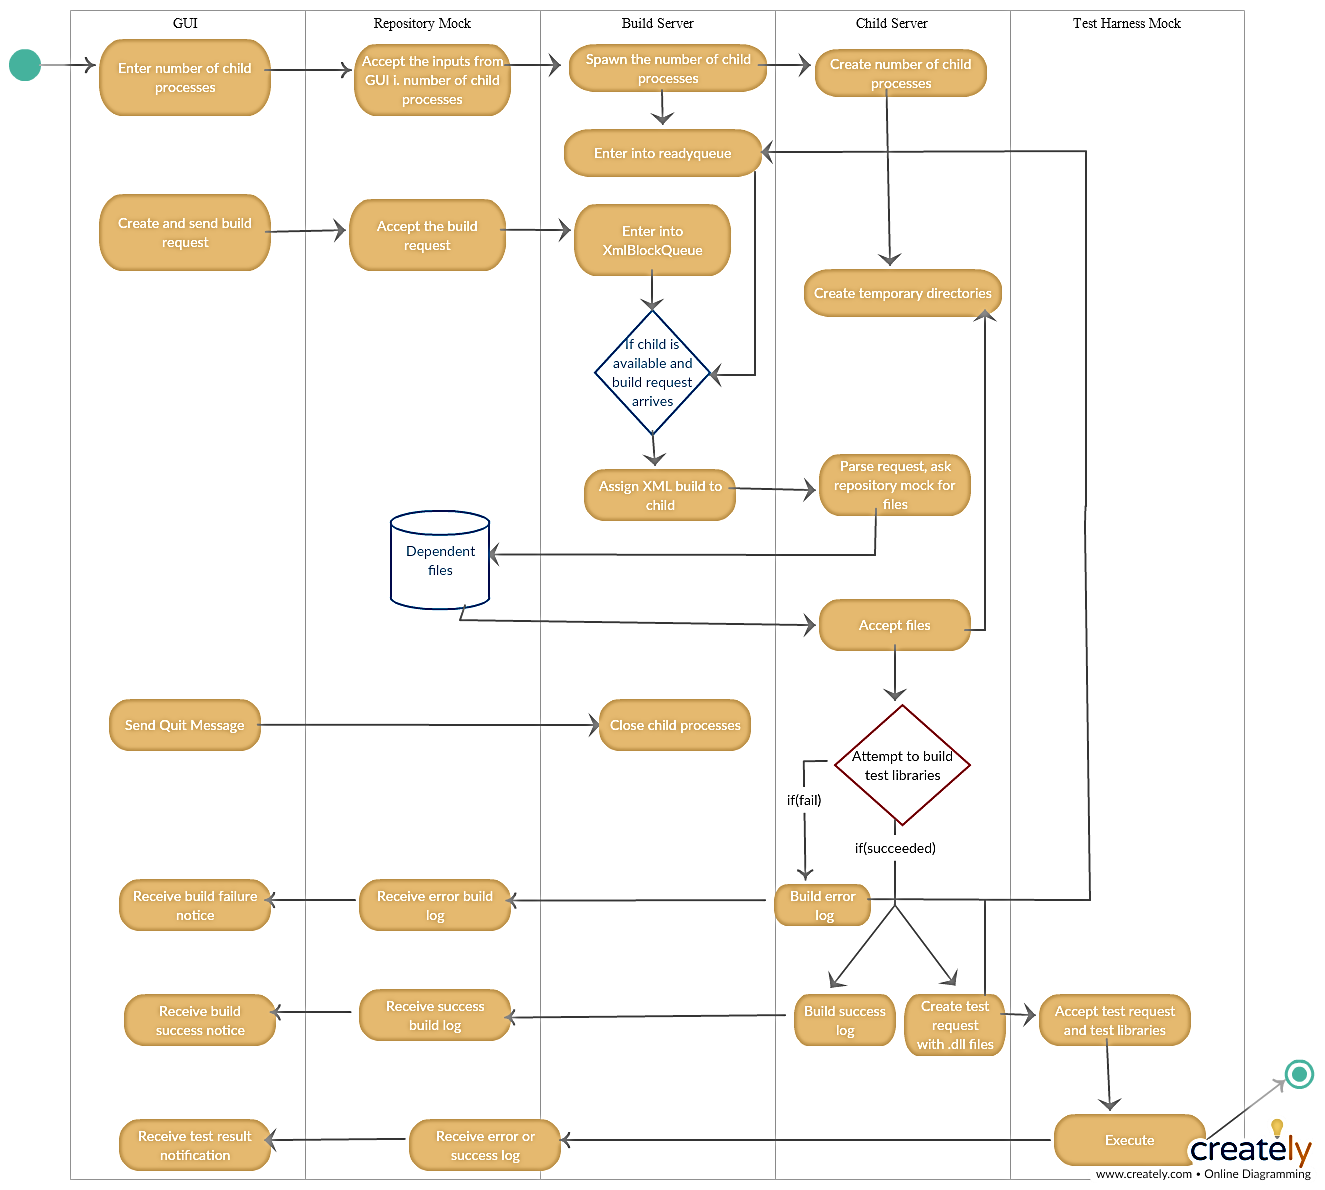 GUI
Repository Mock
Build Server
Child Server
Test Harness Mock
Enter number of child
processes
Accept the inputs from
GUI i. number of child
processes
Spawn the number of child
processes
Create number of child
processes
Enter into readyqueue
Create and send build
request
Accept the build
request
Enter into
XmlBlockQueue
Create temporary directories
If child is
available and
build request
arrives
Assign XML build to
child
Parse request, ask
repository mock for
files
Dependent
files
Accept files
Send Quit Message
Close child processes
Attempt to build
test libraries
if(fail)
if(succeeded)
Receive build failure
notice
Receive error build
log
Build error
log
Receive build
success notice
Receive success
build log
Build success
log
Create test
request
with .dll files
Accept test request
and test libraries
Receive test result
notification
Receive error or
success log
Execute
creately
www.creately.com • Online Diagramming